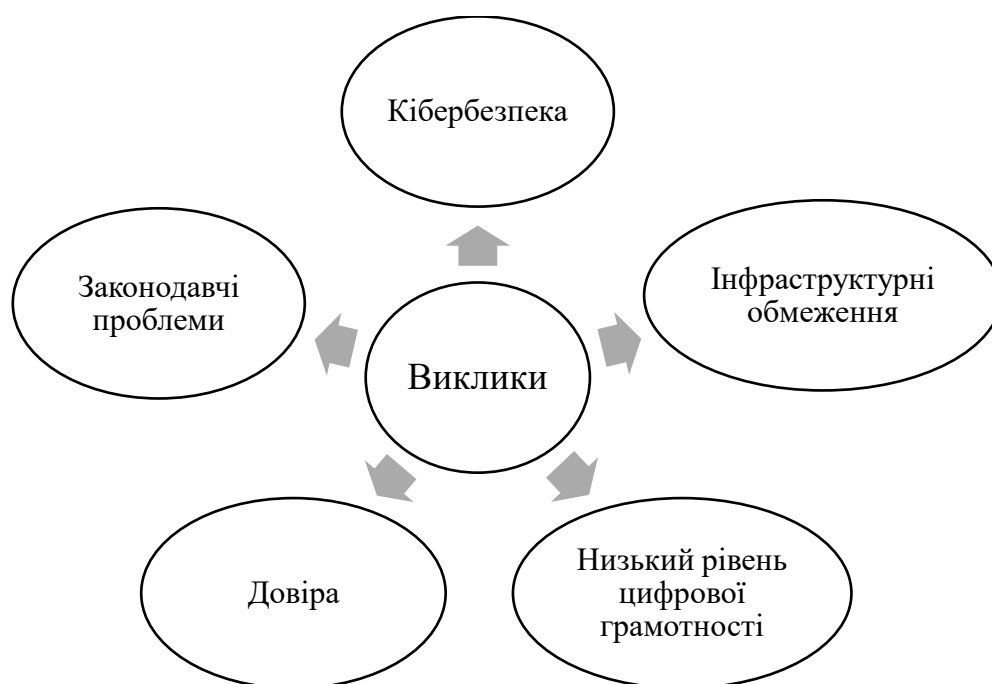 Кібербезпека
Законодавчі
проблеми
Інфраструктурні
обмеження
Виклики
Довіра
Низький рівень
цифрової
грамотності